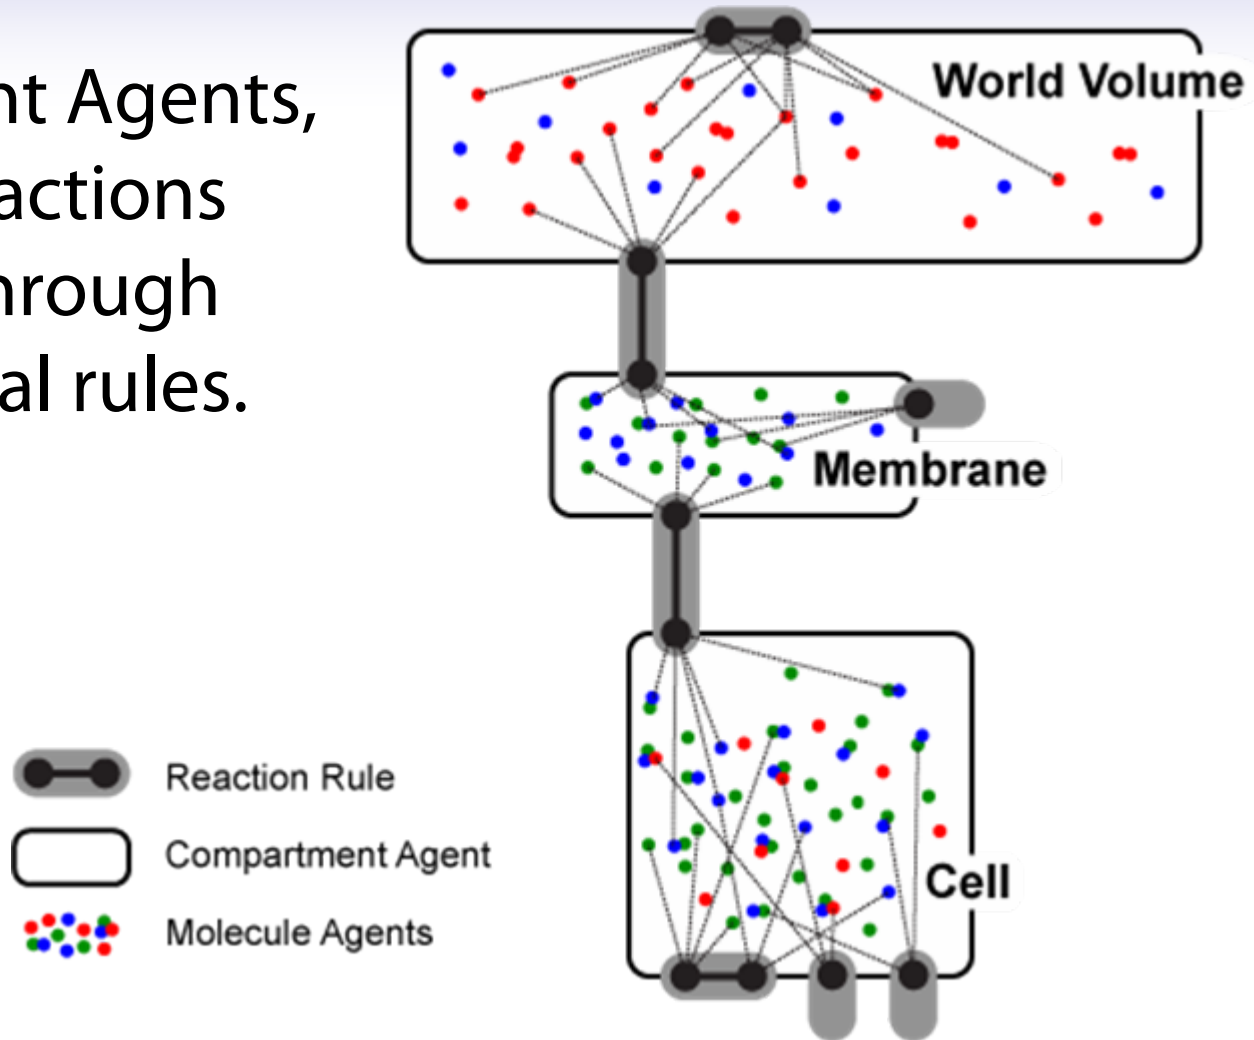 nt Agents,
actions
hrough
al rules.
World Volume
Membrane
Cell
Reaction Rule
Compartment Agent
Molecule Agents